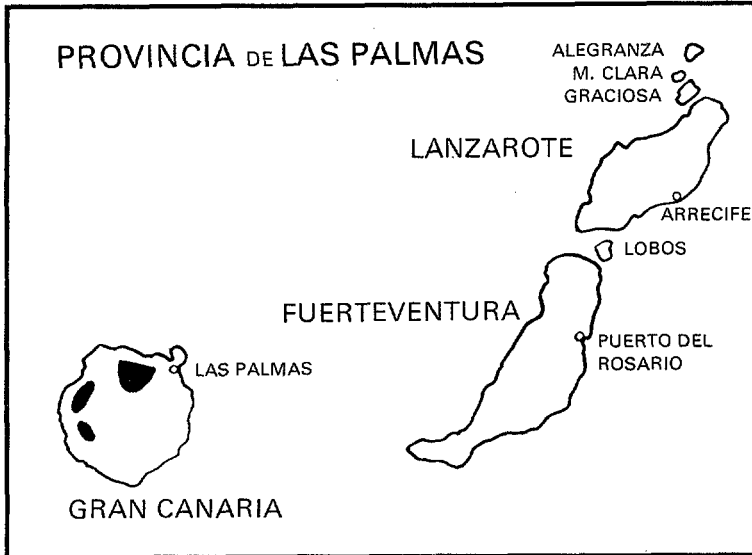 PROVINCIA DE LAS PALMAS
ALEGRANZA
M. CLARA
GRACIOSA
LANZAROTE
ARRECIFE
LOBOS
FUERTEVENTURA
PUERTO DEL
ROSARIO
LAS PALMAS
GRAN CANARIA